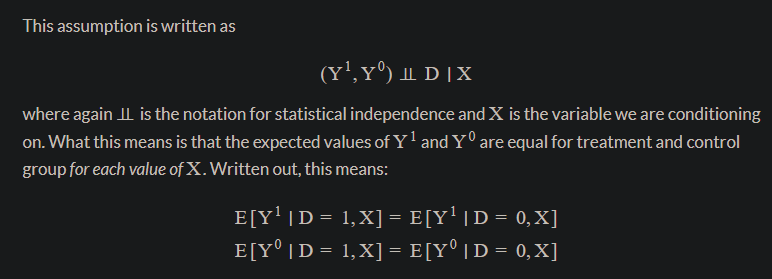 This assumption is written as
(Y¹, Y⁰) ⫫ D | X
where again ⫫ is the notation for statistical independence and X is the variable we are conditioning
on. What this means is that the expected values of Y¹ and Y⁰ are equal for treatment and control
group for each value of X. Written out, this means:
E[Y¹ | D = 1, X] = E[Y¹ | D = 0, X]
E[Y⁰ | D = 1, X] = E[Y⁰ | D = 0, X]